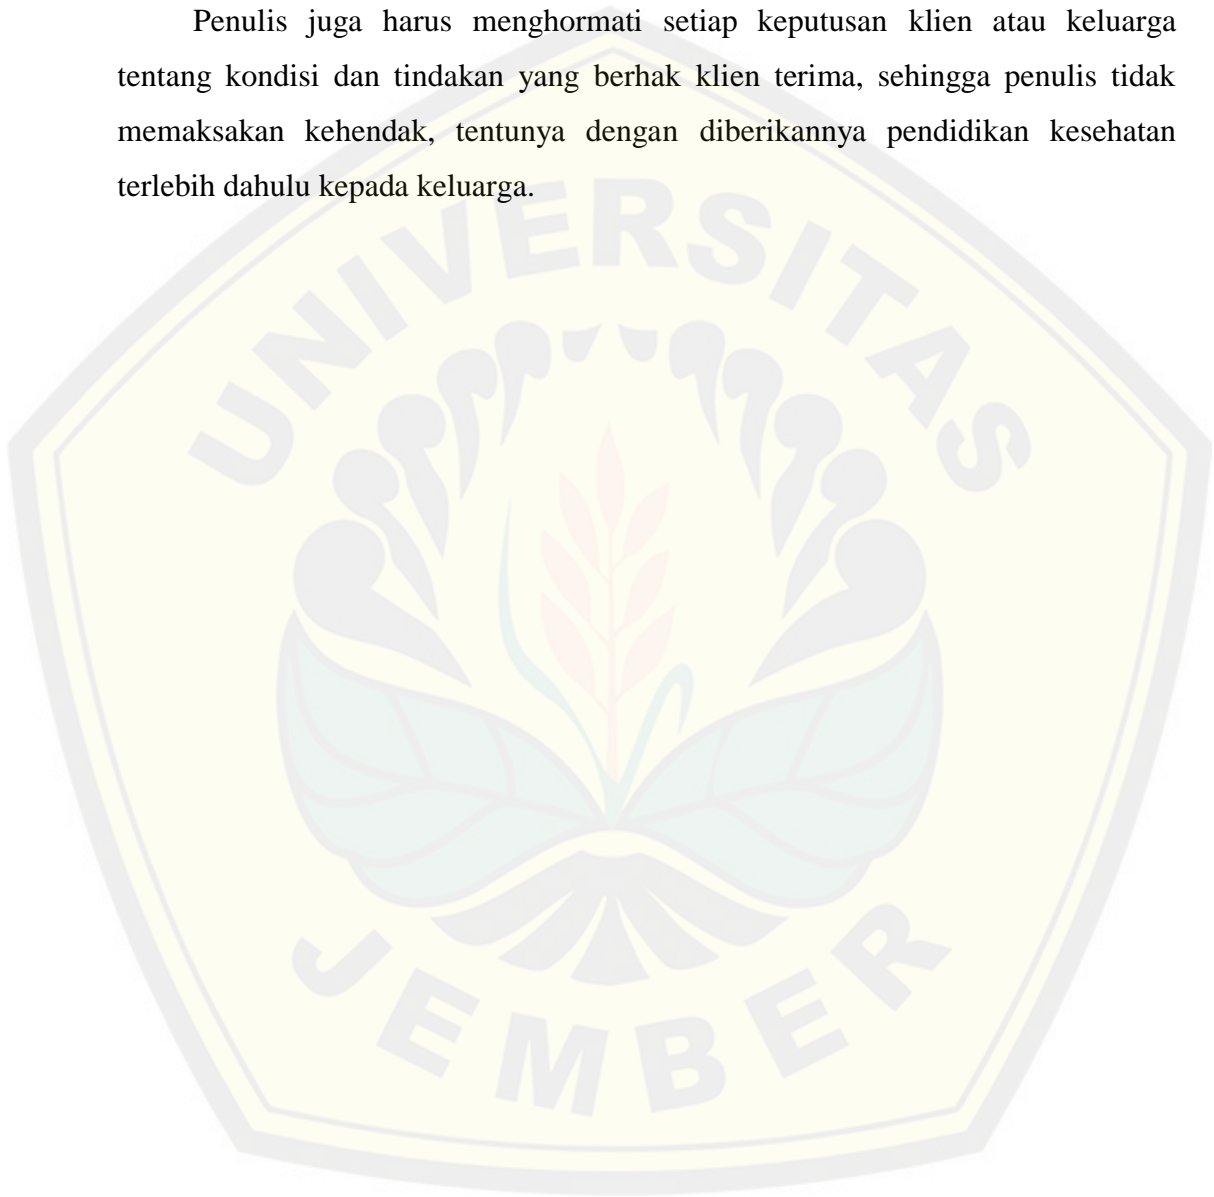 Penulis juga harus menghormati setiap keputusan klien atau keluarga
tentang kondisi dan tindakan yang berhak klien terima, sehingga penulis tidak
memaksakan kehendak, tentunya dengan diberikannya pendidikan kesehatan
terlebih dahulu kepada keluarga.
UNIVERSITAS
JEMBER